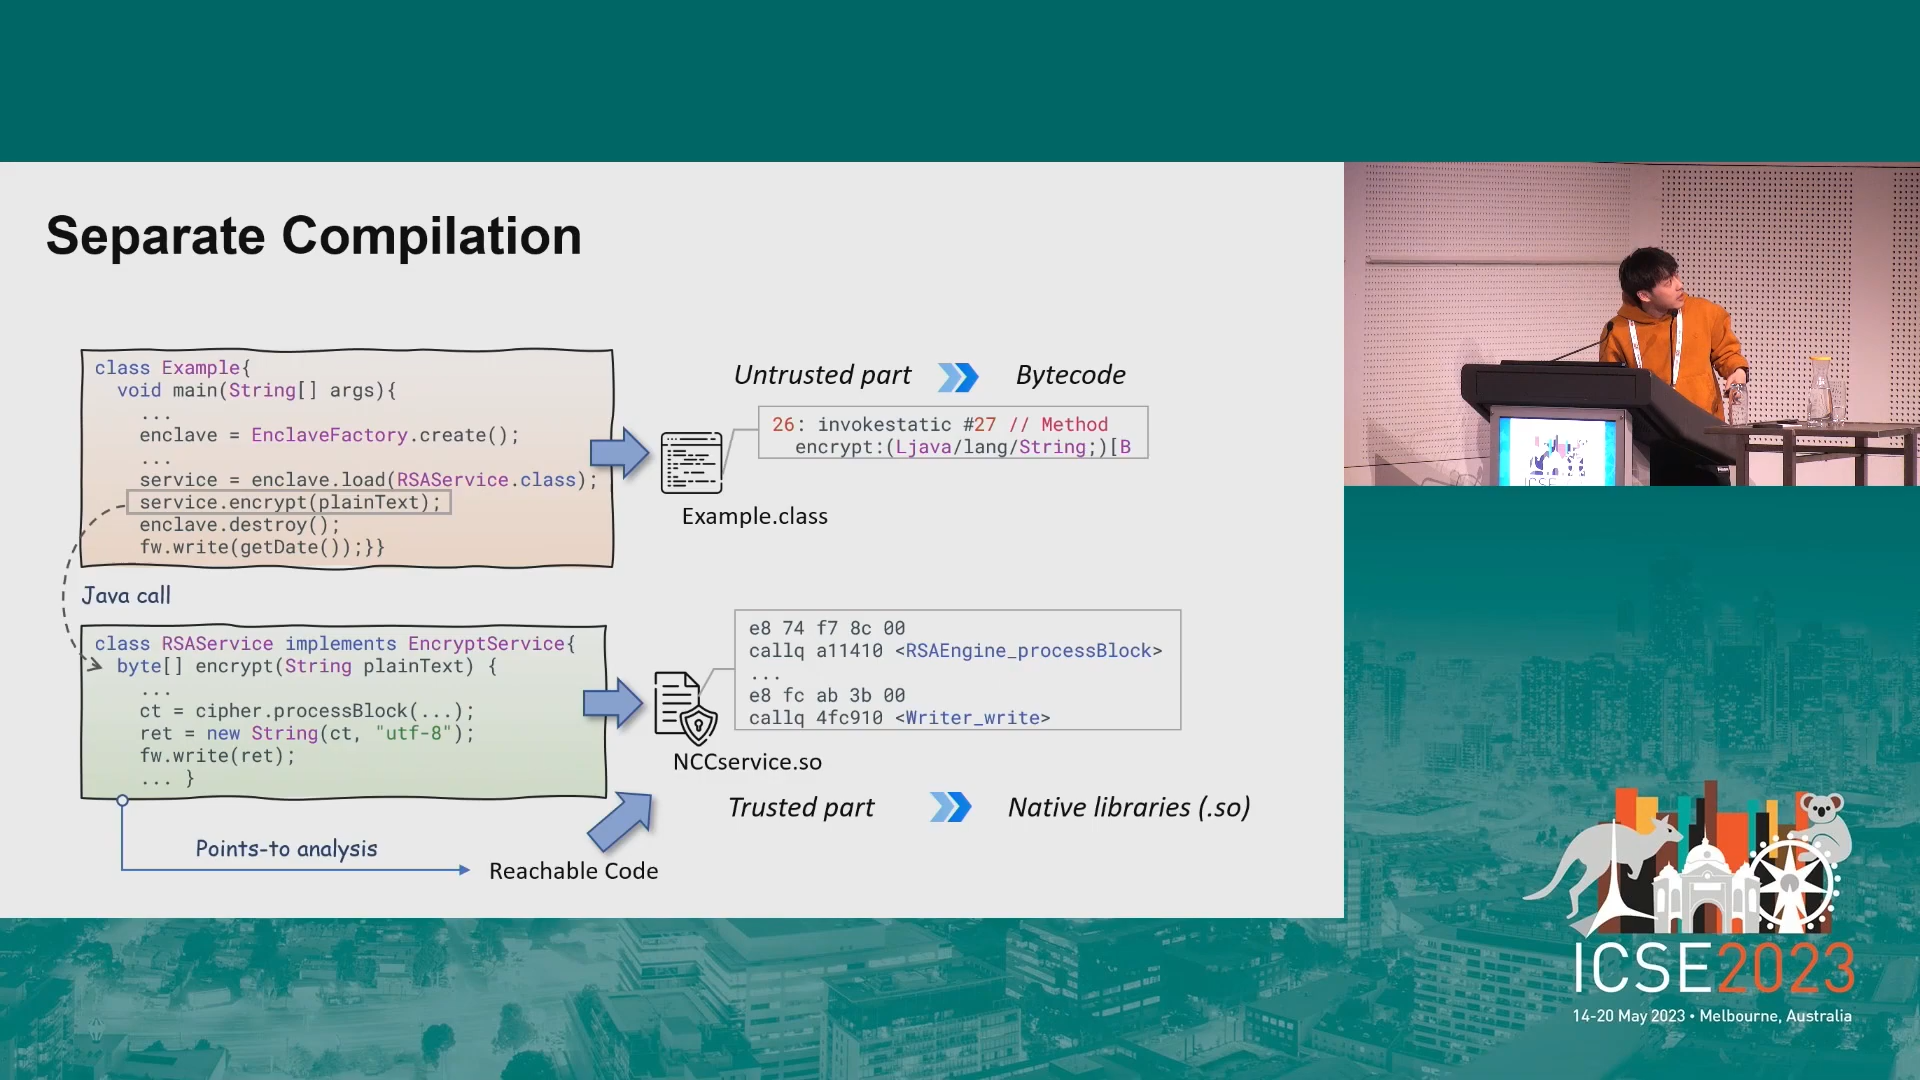 Separate Compilation
class Example{
void main(String[] args){
...
enclave = EnclaveFactory.create();
...
service = enclave.load(RSAService.class);
service.encrypt(plainText);
enclave.destroy();
fw.write(getDate());}}
Untrusted part
Bytecode
26: invokestatic #27 // Method
encrypt:(Ljava/lang/String;)[B
Example.class
Java call
class RSAService implements EncryptService{
byte[] encrypt(String plainText) {
...
ct = cipher.processBlock(...);
ret = new String(ct, "utf-8");
fw.write(ret);
... }
e8 74 f7 8c 00
callq a11410 <RSAEngine_processBlock>
...
e8 fc ab 3b 00
callq 4fc910 <Writer_write>
NCCservice.so
Trusted part
Native libraries (.so)
Points-to analysis
Reachable Code
ICSE
ICSE2023
14-20 May 2023 • Melbourne, Australia